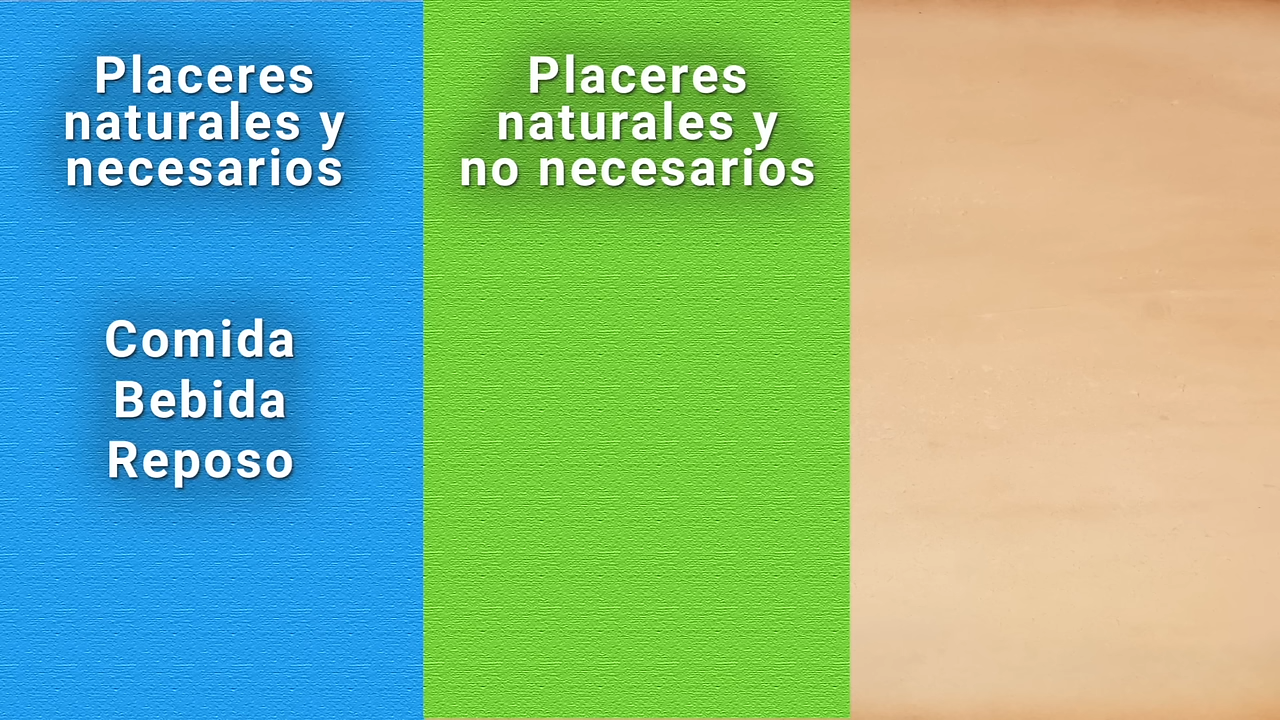 Placeres
naturales y
necesarios
Comida
Bebida
Reposo
Placeres
naturales y
no necesarios